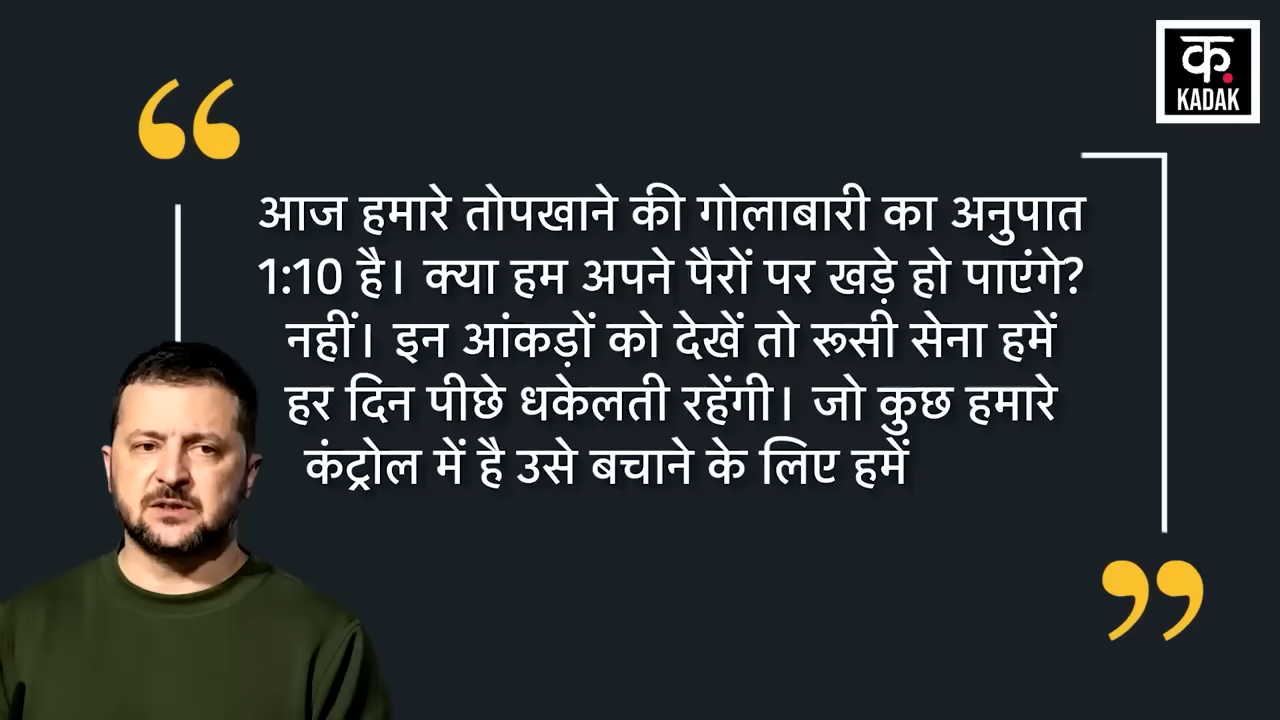 क
KADAK
आज हमारे तोपखाने की गोलाबारी का अनुपात
1:10 है। क्या हम अपने पैरों पर खड़े हो पाएंगे?
नहीं। इन आंकड़ों को देखें तो रूसी सेना हमें
हर दिन पीछे धकेलती रहेंगी। जो कुछ हमारे
कंट्रोल में है उसे बचाने के लिए हमें